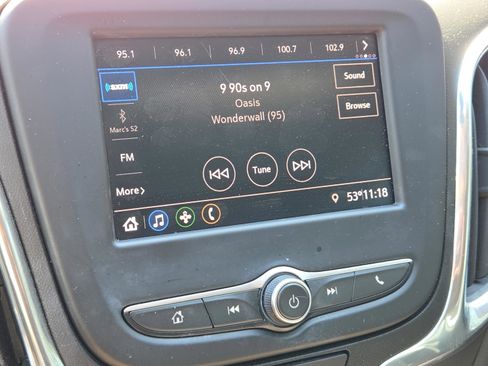 95.1 96.1 96.9 100.7 102.9
sxm
9 90s on 9
Sound
Oasis
Browse
Wonderwall (95)
Marc's S2
FM
Tune
More
53° 11:18